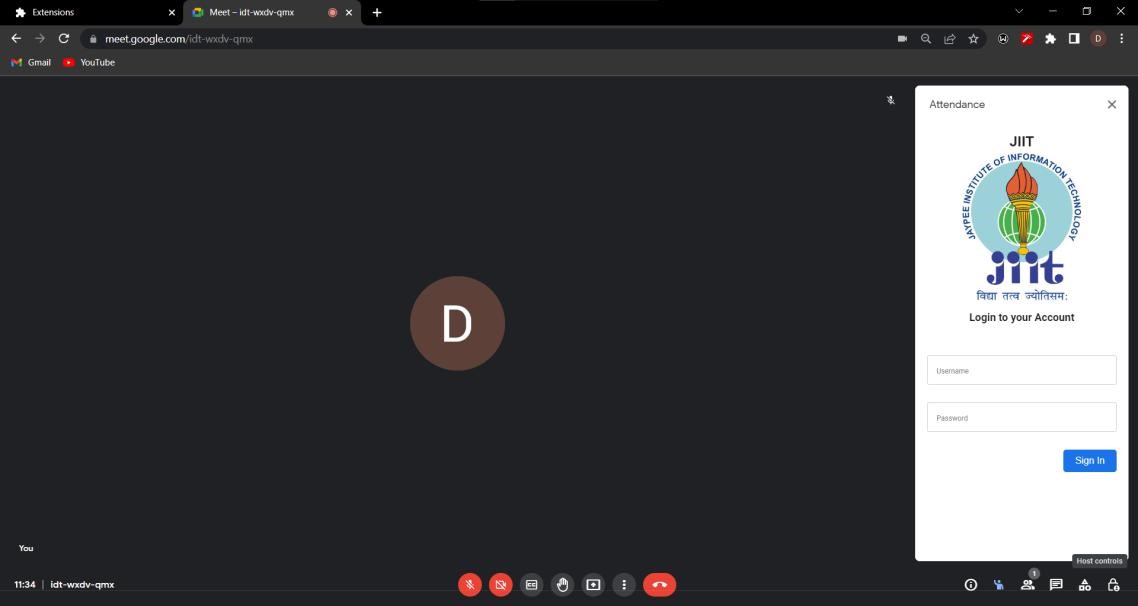 Extensions
Meet – idt-wxdv-qmx
meet.google.com/idt-wxdv-qmx
D
Gmail
YouTube
Attendance
JIIT
JAYPEE INSTITUTE OF INFORMATION TECHNOLOGY
jiit
विद्या तत्व ज्योतिसम:
Login to your Account
D
Username
Password
Sign In
You
Host controls
11:34 | idt-wxdv-qmx
CC
1